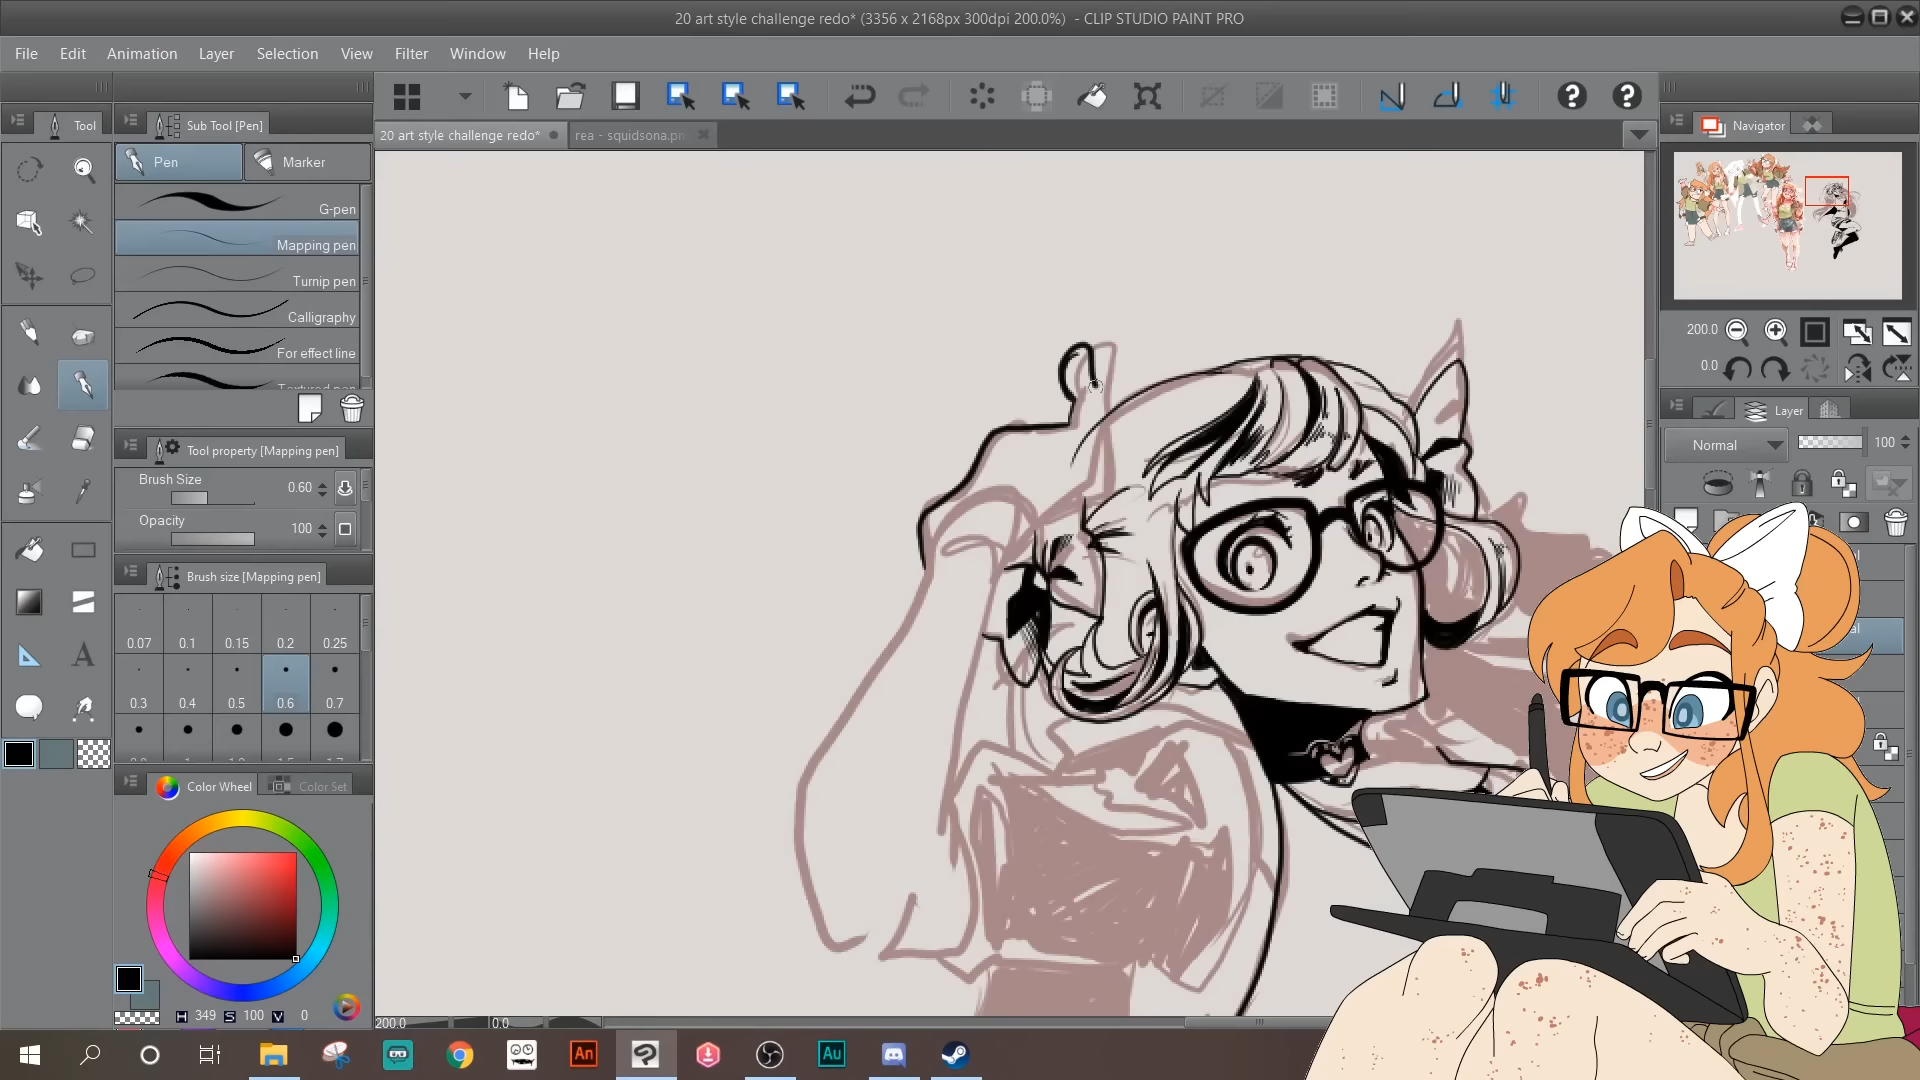 20 art style challenge redo* (3356 x 2168px 300dpi 200.0%) - CLIP STUDIO PAINT PRO
File Edit Animation Layer Selection View Filter Window Help
Tool
Sub Tool [Pen]
20 art style challenge redo*
rea - squidsona.pn
Navigator
Pen
Marker
G-pen
Mapping pen
Turnip pen
Calligraphy
For effect line
Textured pen
200.0
0.0
Layer
Normal
100
Tool property [Mapping pen]
Brush Size 0.60
Opacity 100
Brush size [Mapping pen]
0.07 0.1 0.15 0.2 0.25
0.3 0.4 0.5 0.6 0.7
Color Wheel
Color Set
H 349 S 100 V 0
200.0 0.0
An
Au